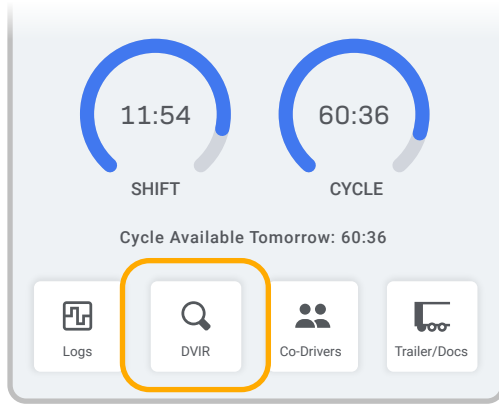 11:54 60:36
SHIFT CYCLE
Cycle Available Tomorrow: 60:36
Logs DVIR Co-Drivers Trailer/Docs